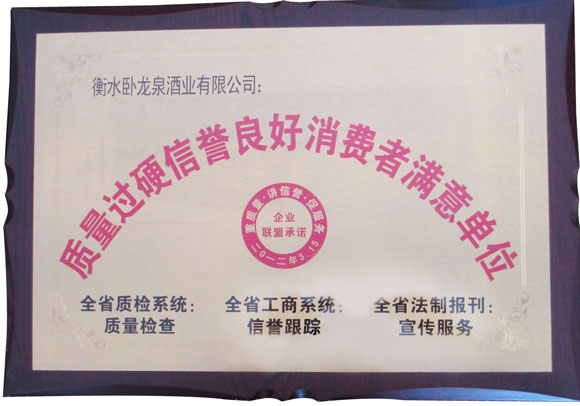 衡水卧龙泉酒业有限公司：
质量过硬信誉良好消费者满意单位
重质量·讲信誉·促服务
企业
联盟承诺
二〇一二年3.15
全省质检系统：
质量检查
全省工商系统：
信誉跟踪
全省法制报刊：
宣传服务